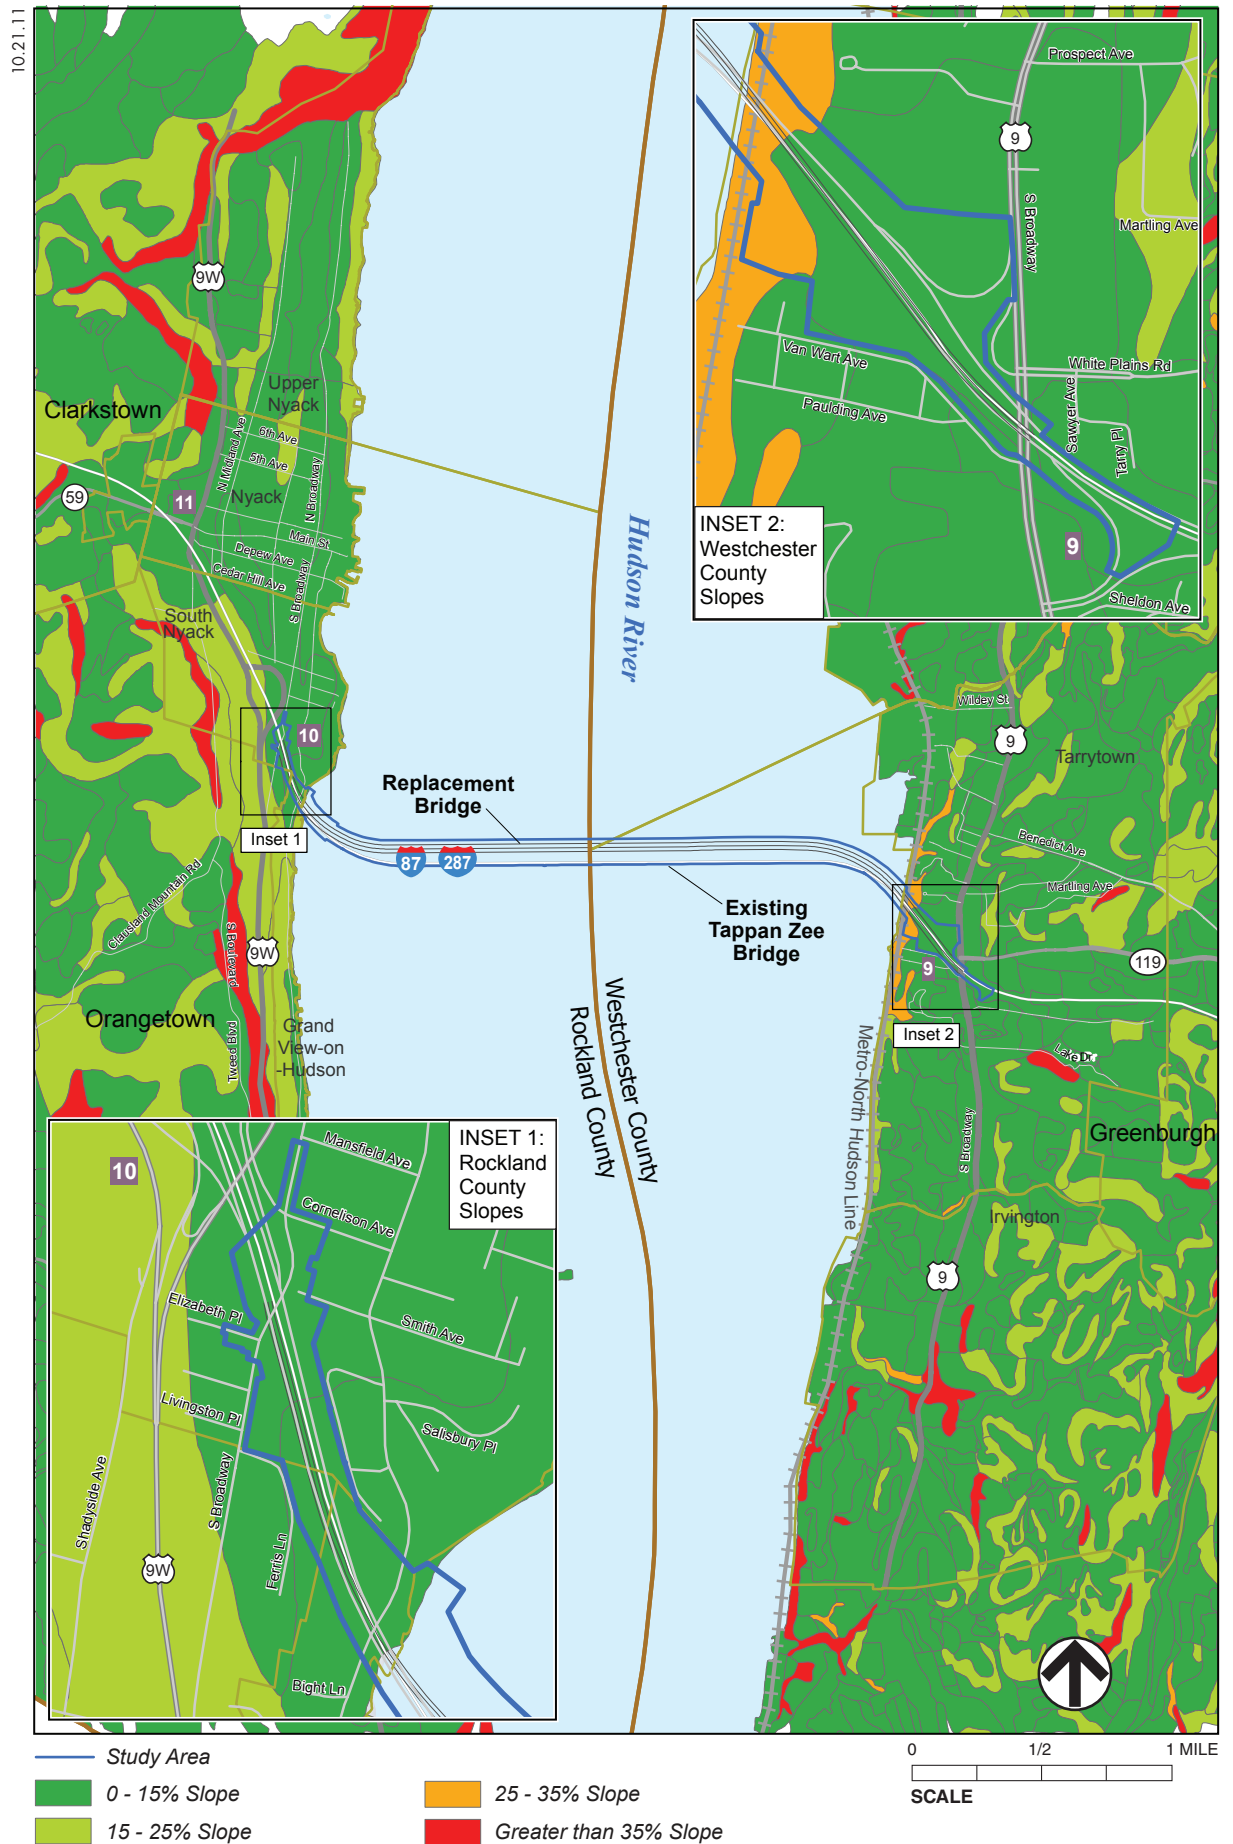 10.21.11
Prospect Ave
9
S Broadway
Martling Ave
White Plains Rd
Van Wart Ave
Paulding Ave
Sawyer Ave
Tarry Pl
9
Sheldon Ave
INSET 2:
Westchester
County
Slopes
9W
Upper
Nyack
Clarkstown
6th Ave
N Midland Ave
5th Ave
N Broadway
59
11
Nyack
Main St
Depew Ave
Cedar Hill Ave
S Broadway
South
Nyack
Hudson River
10
Inset 1
Replacement
Bridge
87
287
Existing
Tappan Zee
Bridge
Wildey St
9
Tarrytown
Benedict Ave
Martling Ave
119
9
Inset 2
Lake Dr
Clausland Mountain Rd
S Boulevard
9W
Orangetown
Tweed Blvd
Grand
View-on
-Hudson
Westchester County
Rockland County
Metro-North Hudson Line
S Broadway
Greenburgh
Irvington
9
INSET 1:
Rockland
County
Slopes
10
Mansfield Ave
Cornelison Ave
Elizabeth Pl
Smith Ave
Livingston Pl
Salisbury Pl
Shadyside Ave
S Broadway
Ferris Ln
9W
Bight Ln
Study Area
0 - 15% Slope
15 - 25% Slope
25 - 35% Slope
Greater than 35% Slope
0 1/2 1 MILE
SCALE